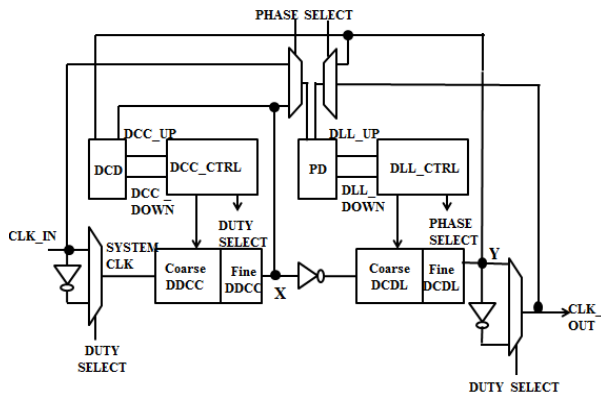 PHASE SELECT
DCC_UP
DLL_UP
DCD
DCC_CTRL
PD
DLL_CTRL
DCC_
DOWN
DLL_
DOWN
DUTY
SELECT
PHASE
SELECT
CLK_IN
SYSTEM
CLK
Coarse
DDCC
Fine
DDCC
X
Coarse
DCDL
Fine
DCDL
Y
CLK_
OUT
DUTY
SELECT
DUTY SELECT